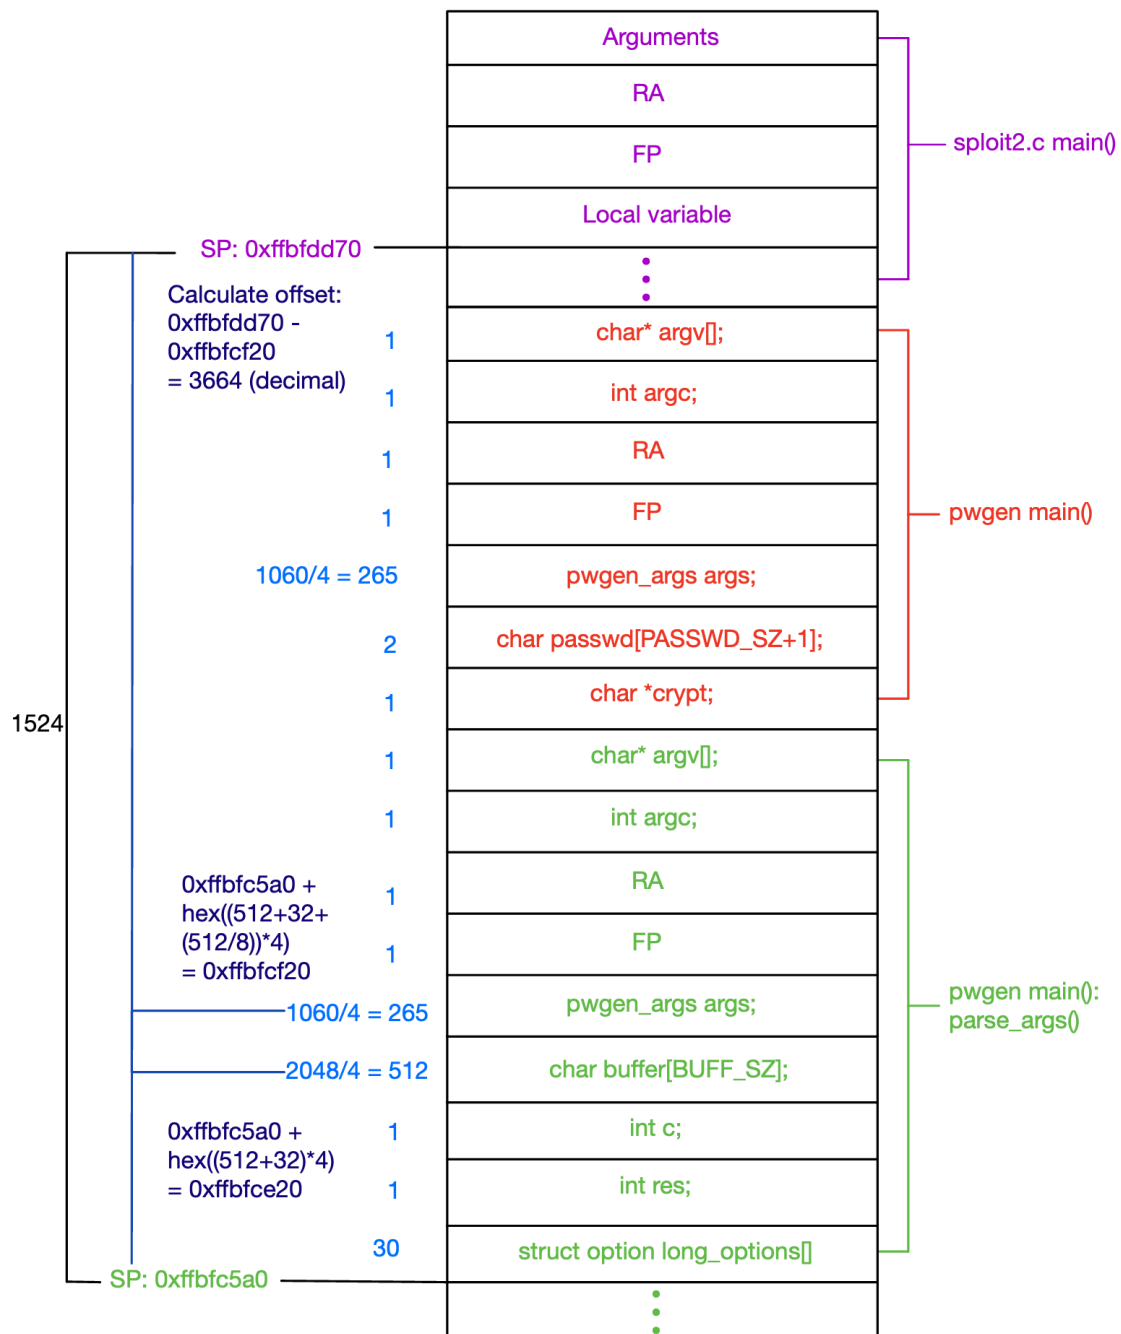 Arguments
RA
FP
sploit2.c main()
Local variable
SP: 0xffbfdd70
Calculate offset:
0xffbfdd70 -
0xffbfcf20
= 3664 (decimal)
1
char* argv[];
1
int argc;
1
RA
1
FP
pwgen main()
1060/4 = 265
pwgen_args args;
2
char passwd[PASSWD_SZ+1];
1
char *crypt;
1524
1
char* argv[];
1
int argc;
0xffbfc5a0 +
hex((512+32+
(512/8))*4)
= 0xffbfcf20
1
RA
1
FP
1060/4 = 265
pwgen_args args;
pwgen main():
parse_args()
2048/4 = 512
char buffer[BUFF_SZ];
0xffbfc5a0 +
hex((512+32)*4)
= 0xffbfce20
1
int c;
1
int res;
30
struct option long_options[]
SP: 0xffbfc5a0